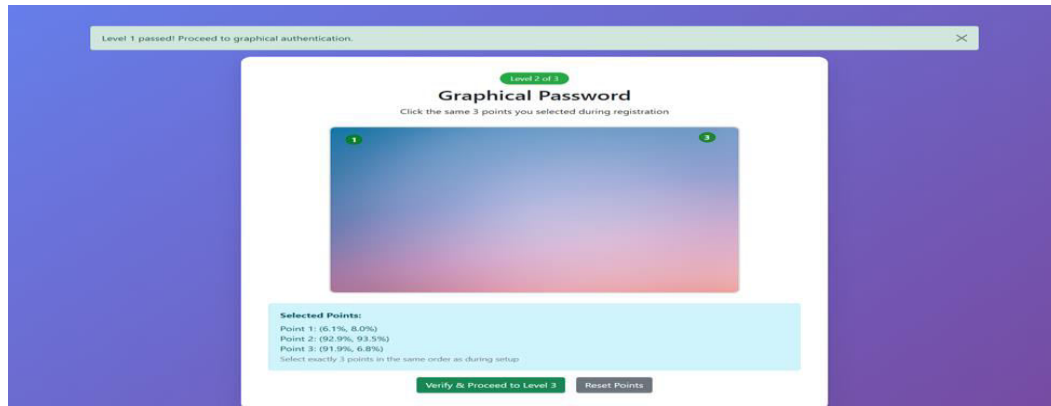 Level 1 passed! Proceed to graphical authentication.
Level 2 of 3
Graphical Password
Click the same 3 points you selected during registration
1
3
Selected Points:
Point 1: (6.1%, 8.0%)
Point 2: (92.9%, 93.5%)
Point 3: (91.9%, 6.8%)
Select exactly 3 points in the same order as during setup
Verify & Proceed to Level 3 Reset Points